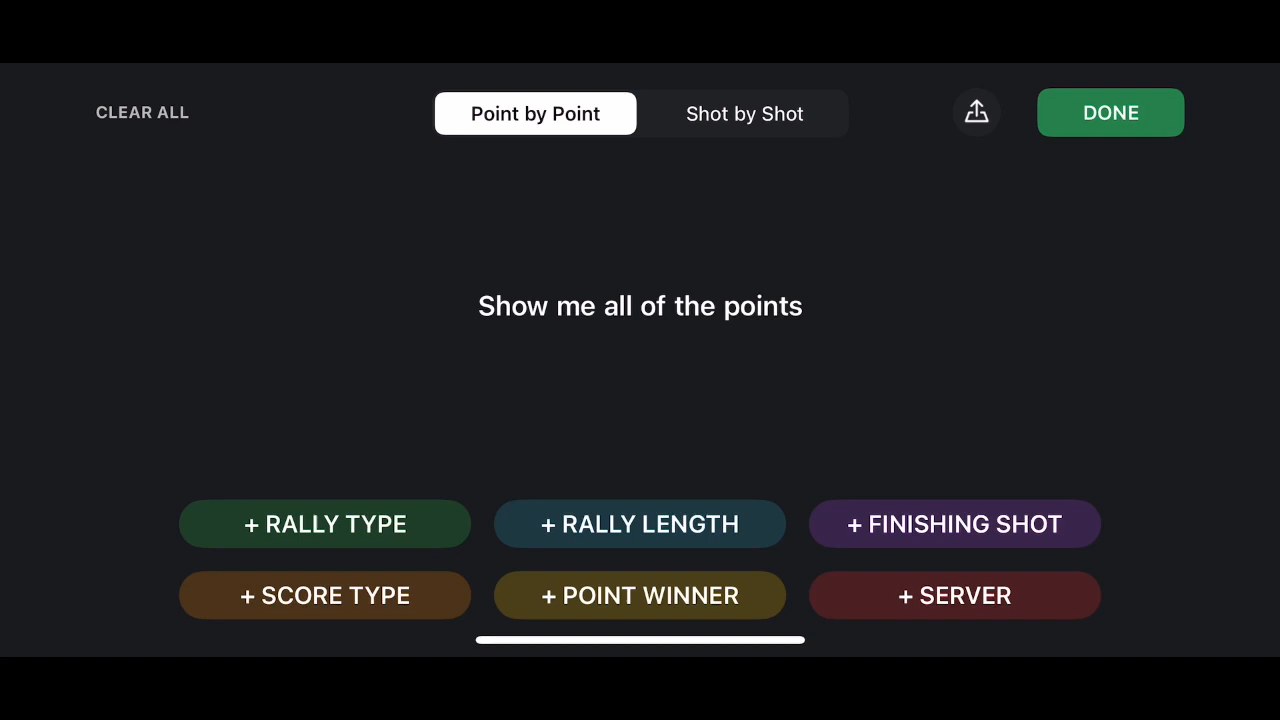 CLEAR ALL
Point by Point
Shot by Shot
DONE
Show me all of the points
+ RALLY TYPE
+ RALLY LENGTH
+ FINISHING SHOT
+ SCORE TYPE
+ POINT WINNER
+ SERVER